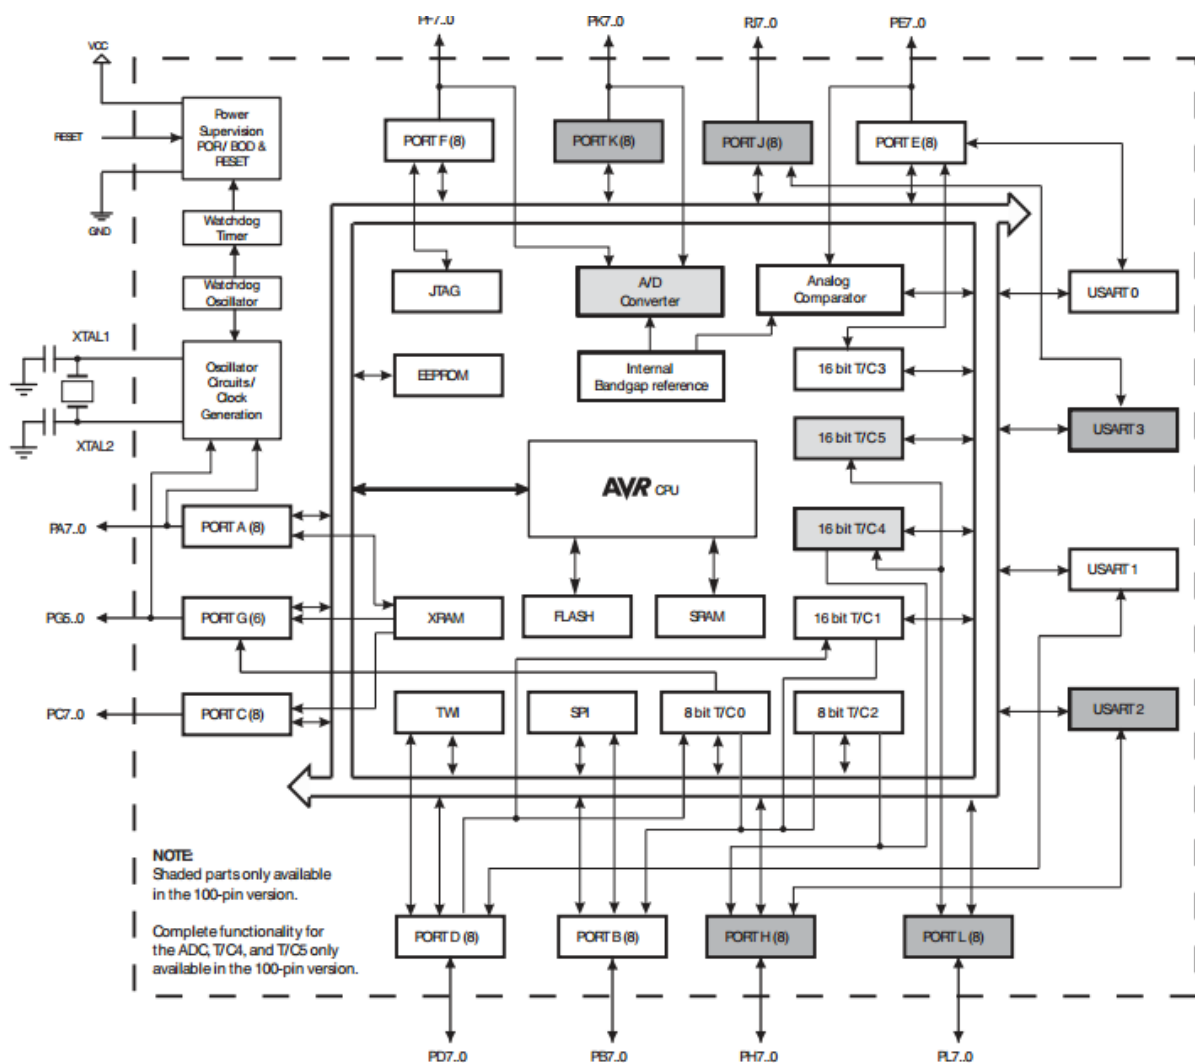 PF7..0
PK7..0
PJ7..0
PE7..0
VCC
Power
Supervision
POR / BOD &
RESET
RESET
GND
PORT F (8)
PORT K (8)
PORT J (8)
PORT E (8)
Watchdog
Timer
Watchdog
Oscillator
JTAG
A/D
Converter
Analog
Comparator
USART 0
XTAL1
Oscillator
Circuits /
Clock
Generation
XTAL2
EEPROM
Internal
Bandgap reference
16 bit T/C3
16 bit T/C5
USART 3
AVR CPU
PA7..0
PORT A (8)
16 bit T/C4
USART 1
PG5..0
PORT G (6)
XRAM
FLASH
SRAM
16 bit T/C1
PC7..0
PORT C (8)
TWI
SPI
8 bit T/C0
8 bit T/C2
USART 2
NOTE:
Shaded parts only available
in the 100-pin version.
Complete functionality for
the ADC, T/C4, and T/C5 only
available in the 100-pin version.
PORT D (8)
PORT B (8)
PORT H (8)
PORT L (8)
PD7..0
PB7..0
PH7..0
PL7..0